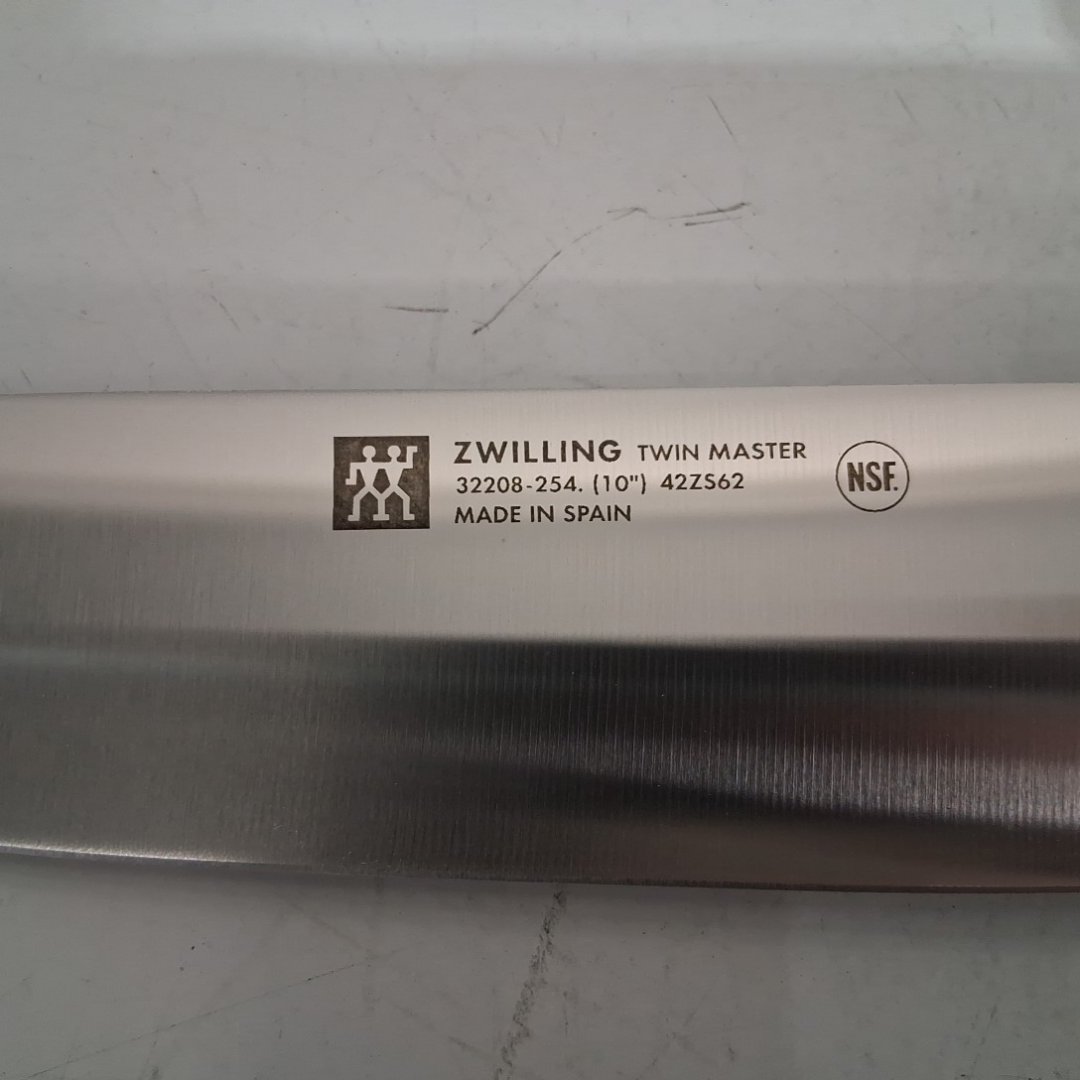 ZWILLING TWIN MASTER
32208-254. (10") 42ZS62
MADE IN SPAIN
NSF.